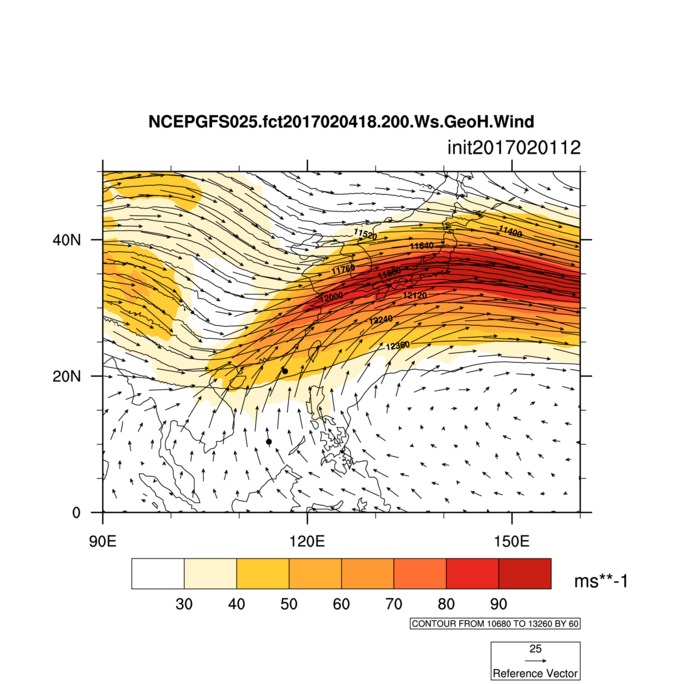 NCEPGFS025.fct2017020418.200.Ws.GeoH.Wind
init2017020112
40N
20N
0
11520
11400
11640
11760
11880
12000
12120
12240
12360
90E
120E
150E
30
40
50
60
70
80
90
ms**-1
CONTOUR FROM 10680 TO 13260 BY 60
25
Reference Vector